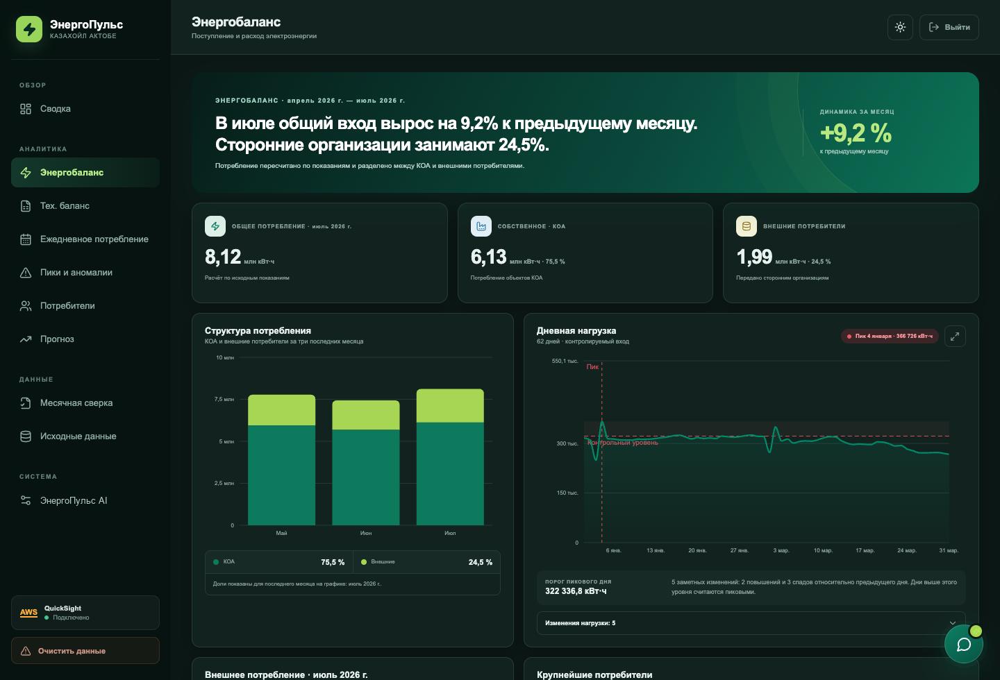 ЭнергоПульс
КАЗАХОЙЛ АКТОБЕ
ОБЗОР
Сводка
АНАЛИТИКА
Энергобаланс
Тех. баланс
Ежедневное потребление
Пики и аномалии
Потребители
Прогноз
ДАННЫЕ
Месячная сверка
Исходные данные
СИСТЕМА
ЭнергоПульс AI
AWS
QuickSight
Подключено
Очистить данные
Энергобаланс
Поступление и расход электроэнергии
Выйти
ЭНЕРГОБАЛАНС · апрель 2026 г. — июль 2026 г.
В июле общий вход вырос на 9,2% к предыдущему месяцу.
Сторонние организации занимают 24,5%.
Потребление пересчитано по показаниям и разделено между КОА и внешними потребителями.
ДИНАМИКА ЗА МЕСЯЦ
+9,2 %
к предыдущему месяцу
ОБЩЕЕ ПОТРЕБЛЕНИЕ · июль 2026 г.
8,12 млн кВт·ч
Расчёт по исходным показаниям
СОБСТВЕННОЕ · КОА
6,13 млн кВт·ч · 75,5 %
Потребление объектов КОА
ВНЕШНИЕ ПОТРЕБИТЕЛИ
1,99 млн кВт·ч · 24,5 %
Передано сторонним организациям
Структура потребления
КОА и внешние потребители за три последних месяца
10 млн
7,5 млн
5 млн
2,5 млн
0
Май Июн Июл
КОА 75,5 % Внешние 24,5 %
Доли показаны для последнего месяца на графике: июль 2026 г..
Дневная нагрузка
62 дней · контролируемый вход
Пик 4 января · 366 726 кВт·ч
550,1 тыс.
Пик
300 тыс.
Контрольный уровень
150 тыс.
0
6 янв. 13 янв. 20 янв. 27 янв. 3 мар. 10 мар. 17 мар. 24 мар. 31 мар.
ПОРОГ ПИКОВОГО ДНЯ
322 336,8 кВт·ч
5 заметных изменений: 2 повышений и 3 спадов относительно предыдущего дня. Дни выше этого
уровня считаются пиковыми.
Изменения нагрузки: 5
Внешнее потребление · июль 2026 г.
Крупнейшие потребители